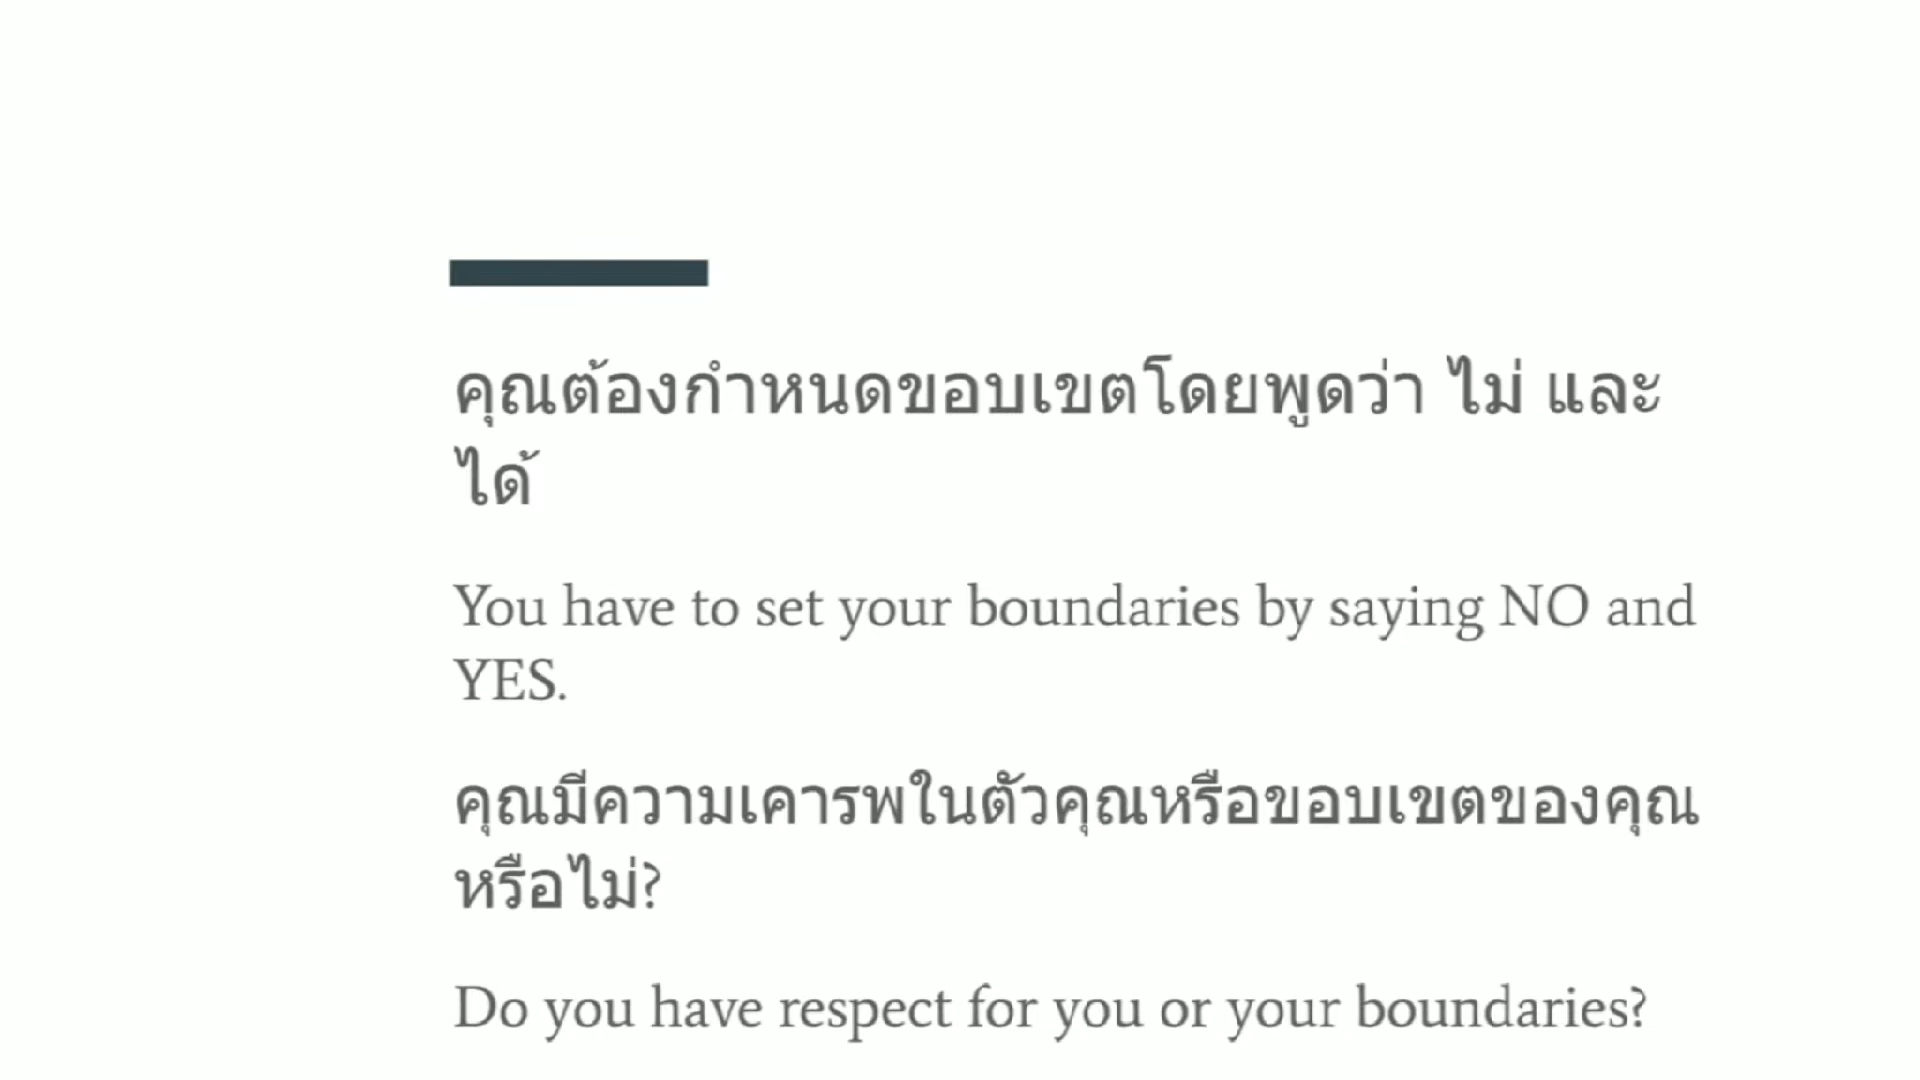 คุณต้องกำหนดขอบเขตโดยพูดว่า ไม่ และ
ได้
You have to set your boundaries by saying NO and
YES.
คุณมีความเคารพในตัวคุณหรือขอบเขตของคุณ
หรือไม่?
Do you have respect for you or your boundaries?